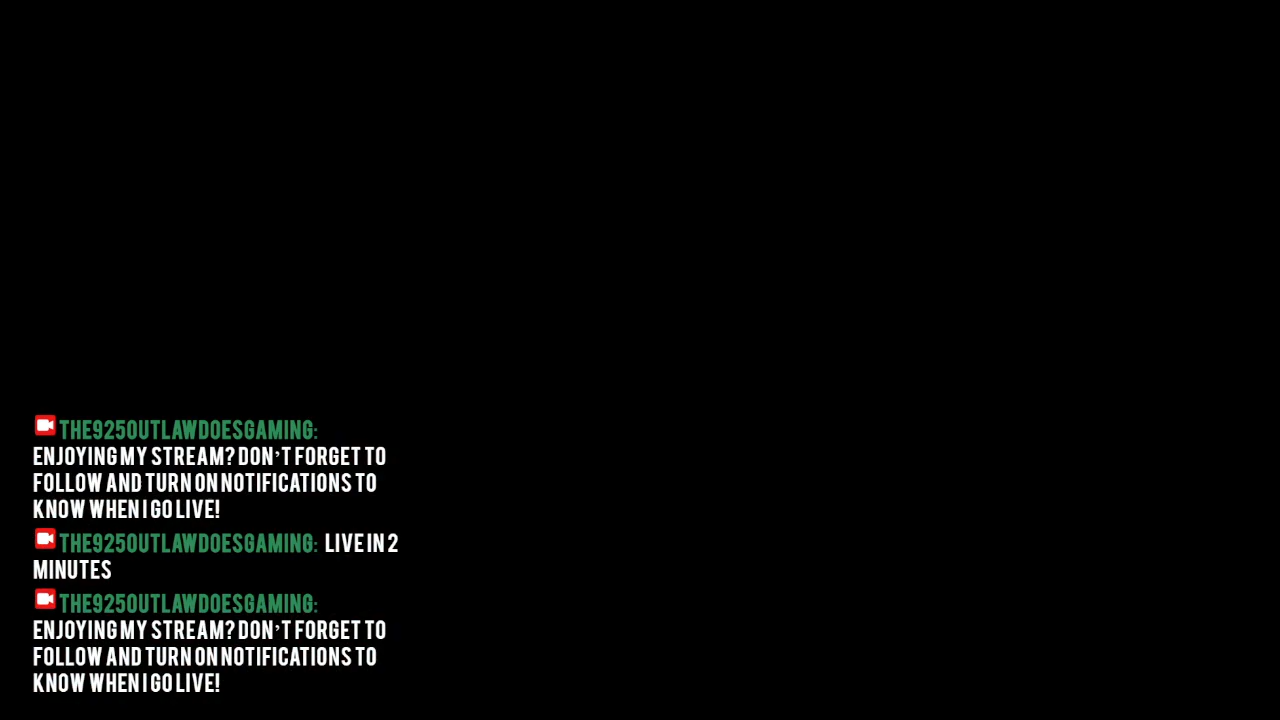 THE925OUTLAWDOESGAMING:
ENJOYING MY STREAM? DON'T FORGET TO
FOLLOW AND TURN ON NOTIFICATIONS TO
KNOW WHEN I GO LIVE!
THE925OUTLAWDOESGAMING: LIVE IN 2
MINUTES
THE925OUTLAWDOESGAMING:
ENJOYING MY STREAM? DON'T FORGET TO
FOLLOW AND TURN ON NOTIFICATIONS TO
KNOW WHEN I GO LIVE!